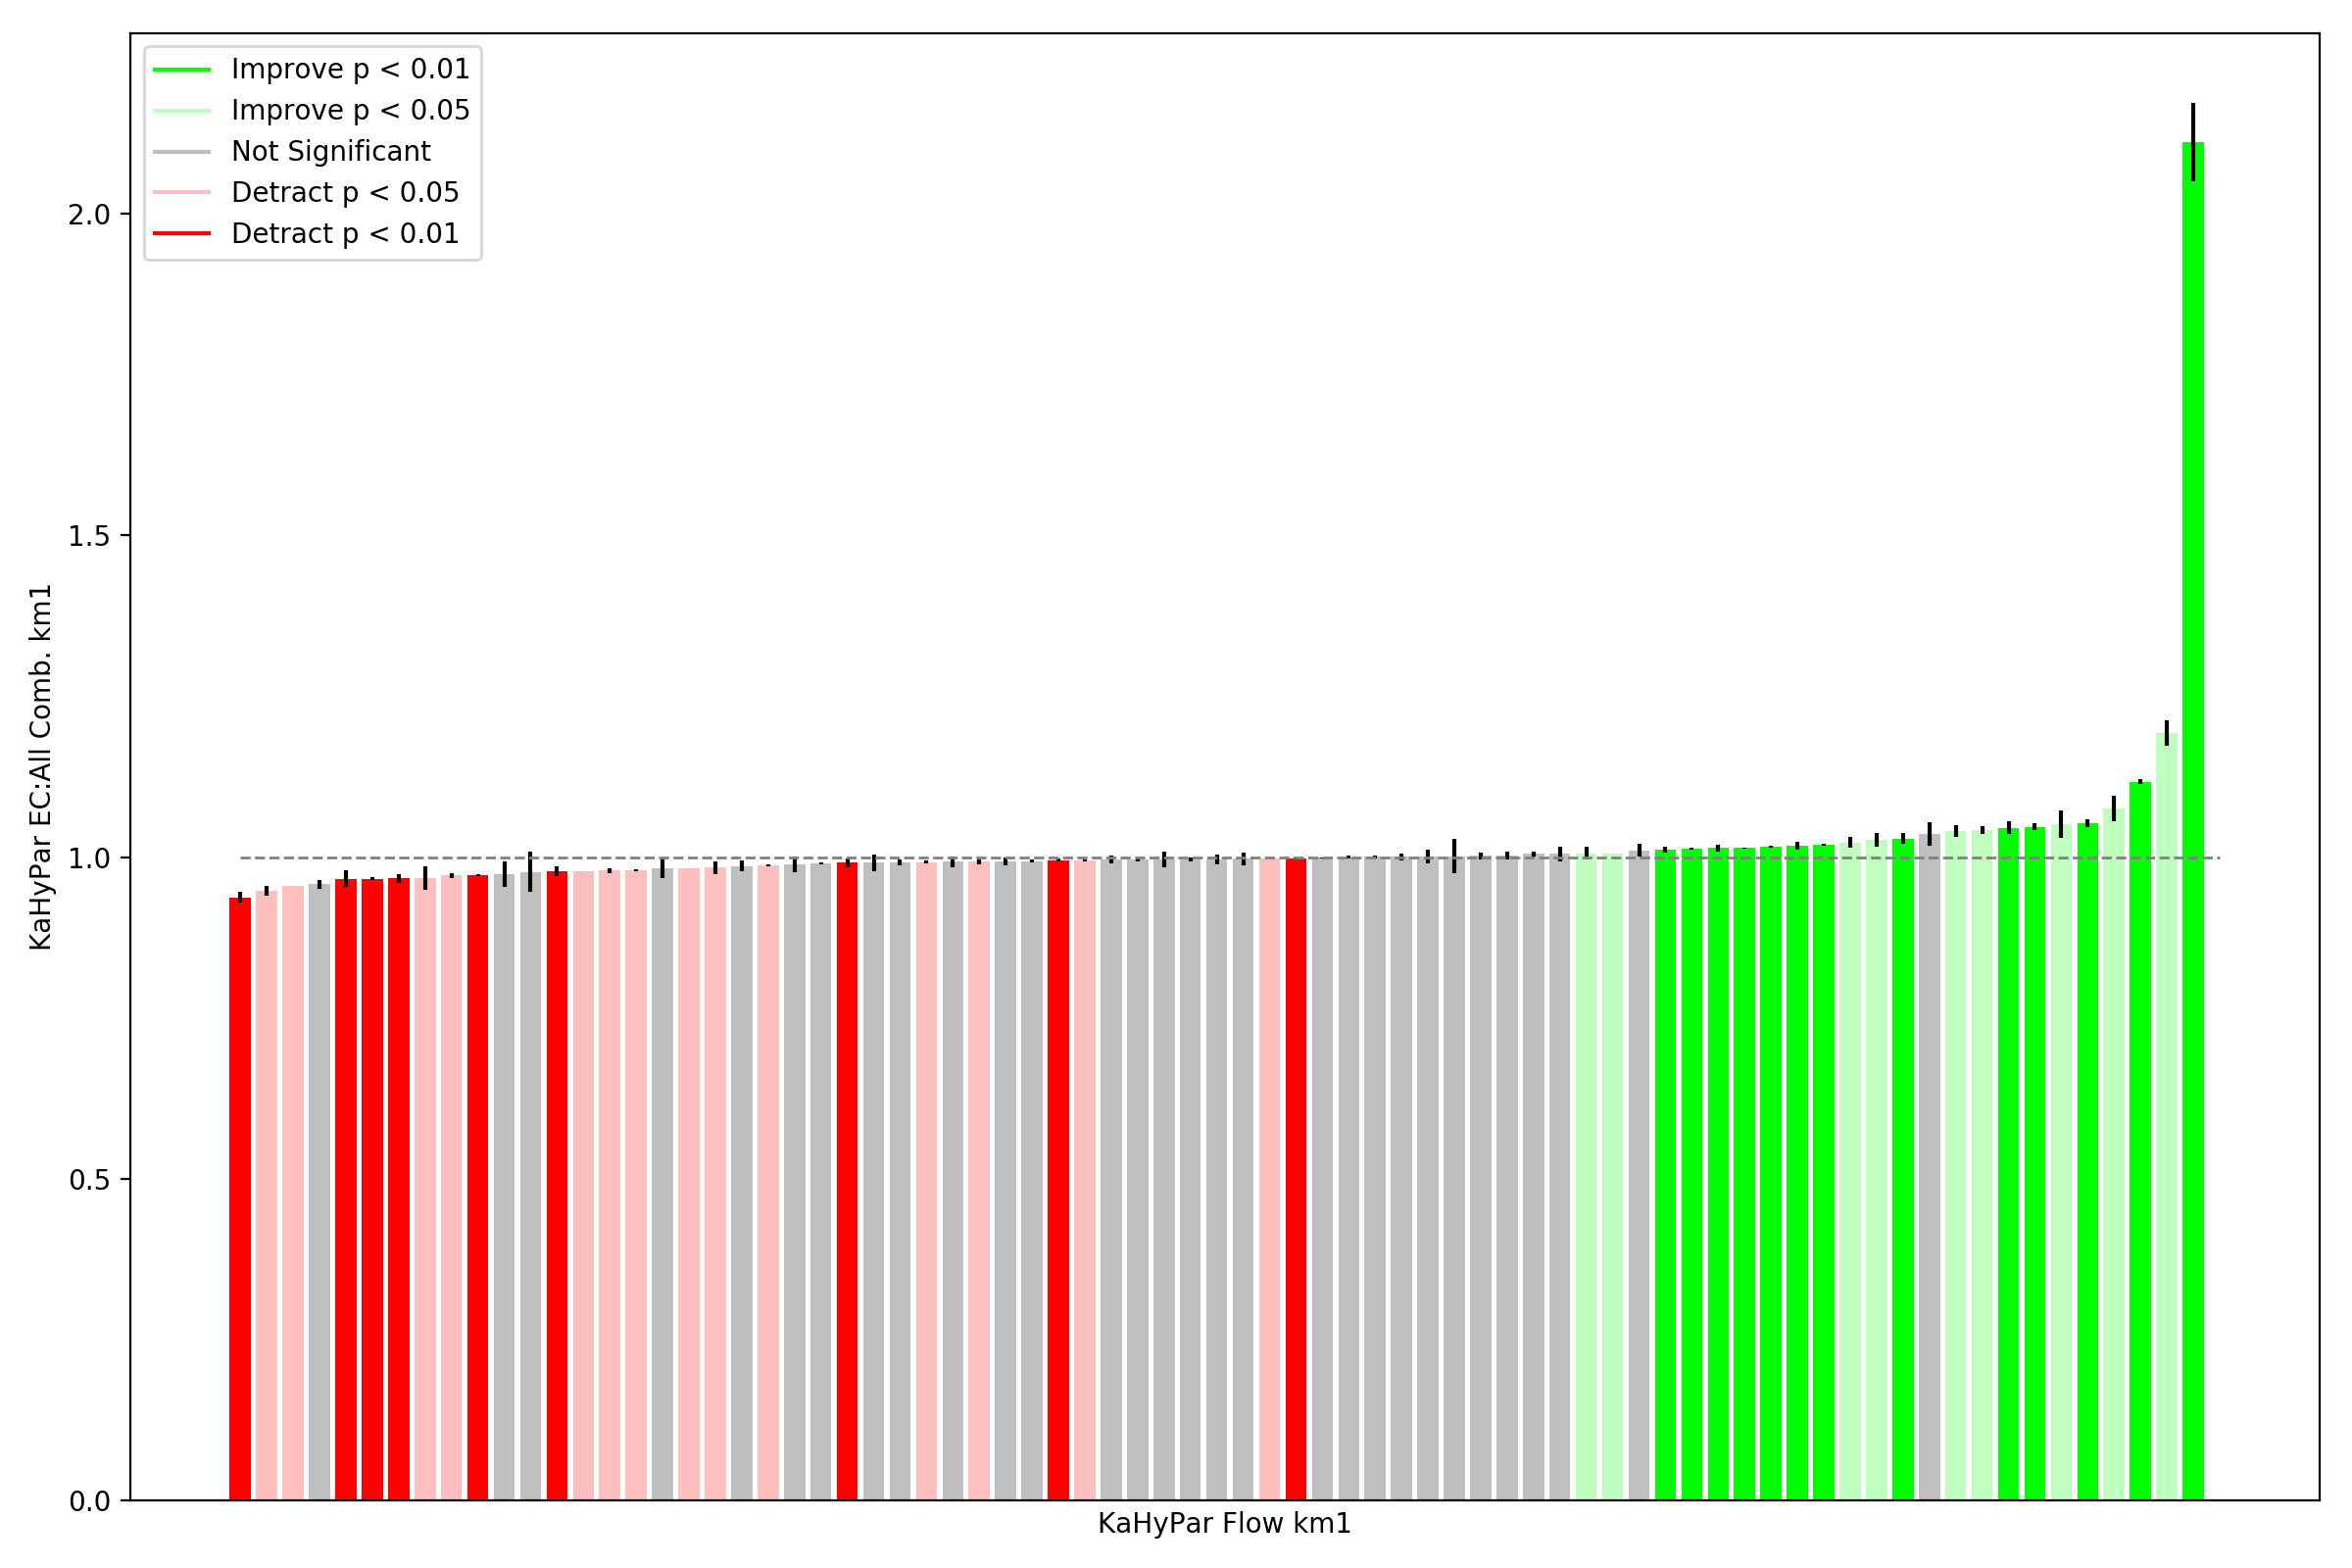 Improve p < 0.01
Improve p < 0.05
Not Significant
Detract p < 0.05
Detract p < 0.01
2.0
1.5
1.0
0.5
0.0
KaHyPar EC:All Comb. km1
KaHyPar Flow km1